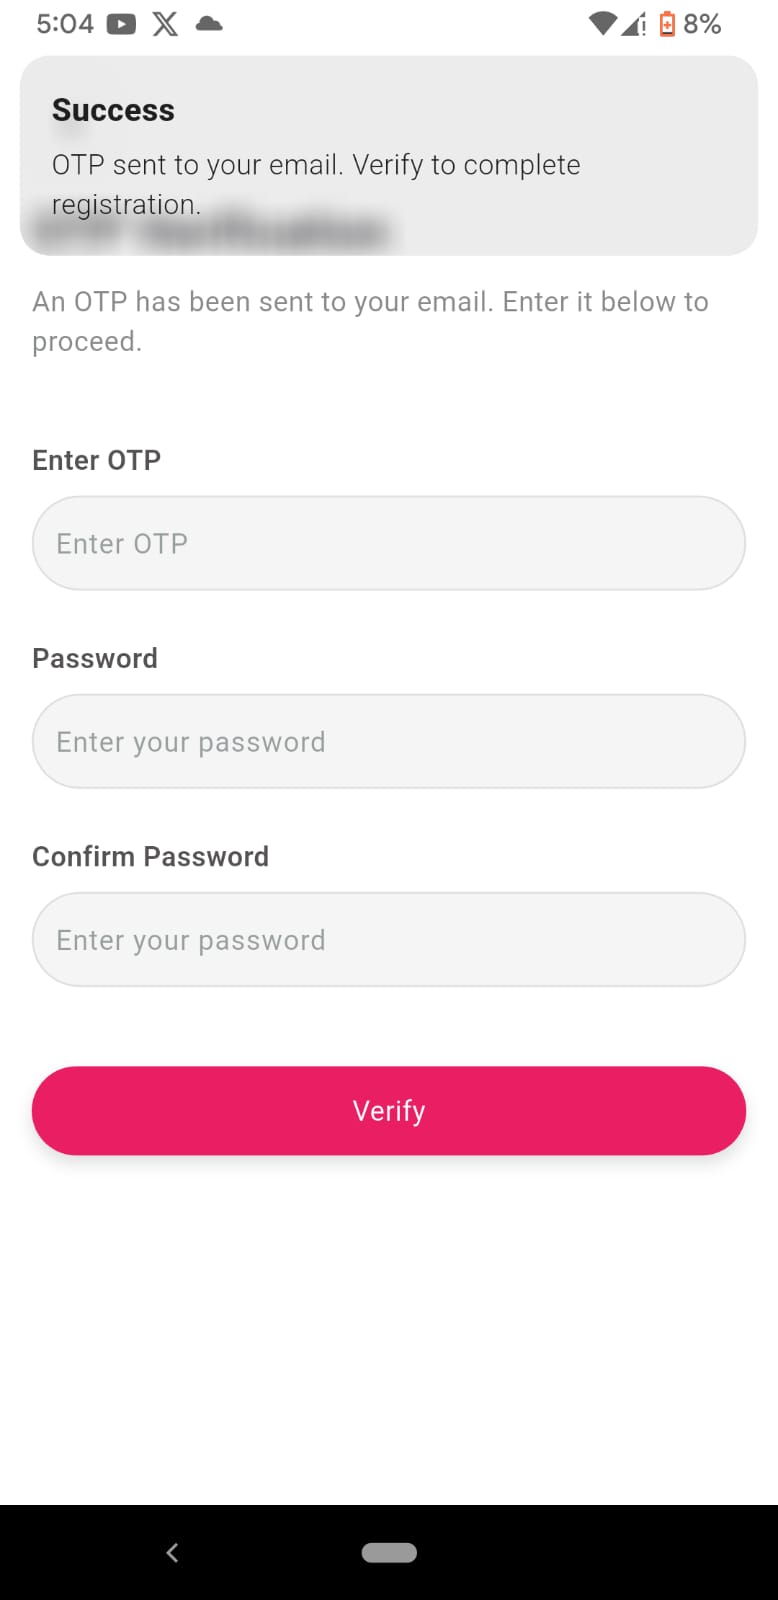 5:04
8%
Success
OTP sent to your email. Verify to complete
registration.
An OTP has been sent to your email. Enter it below to
proceed.
Enter OTP
Enter OTP
Password
Enter your password
Confirm Password
Enter your password
Verify